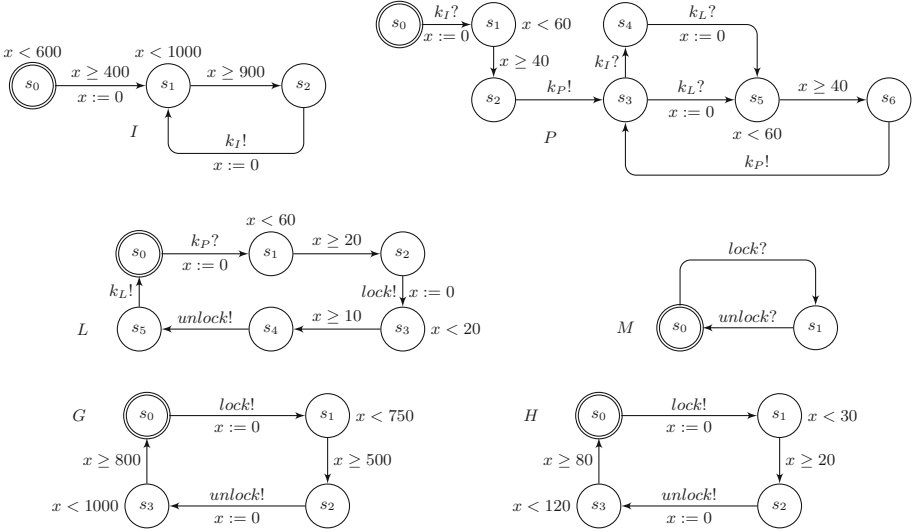 x < 600
s₀
x ≥ 400
x := 0
x < 1000
s₁
x ≥ 900
s₂
kI!
x := 0
I
s₀
kI?
x := 0
s₁
x < 60
x ≥ 40
s₂
kP!
s₃
kI?
s₄
kL?
x := 0
kL?
x := 0
s₅
x < 60
x ≥ 40
s₆
kP!
P
s₀
kP?
x := 0
x < 60
s₁
x ≥ 20
s₂
lock!
x := 0
s₃
x < 20
x ≥ 10
s₄
unlock!
s₅
kL!
L
lock?
s₀
unlock?
s₁
M
G
s₀
lock!
x := 0
s₁
x < 750
x ≥ 500
s₂
unlock!
x := 0
s₃
x < 1000
x ≥ 800
H
s₀
lock!
x := 0
s₁
x < 30
x ≥ 20
s₂
unlock!
x := 0
s₃
x < 120
x ≥ 80